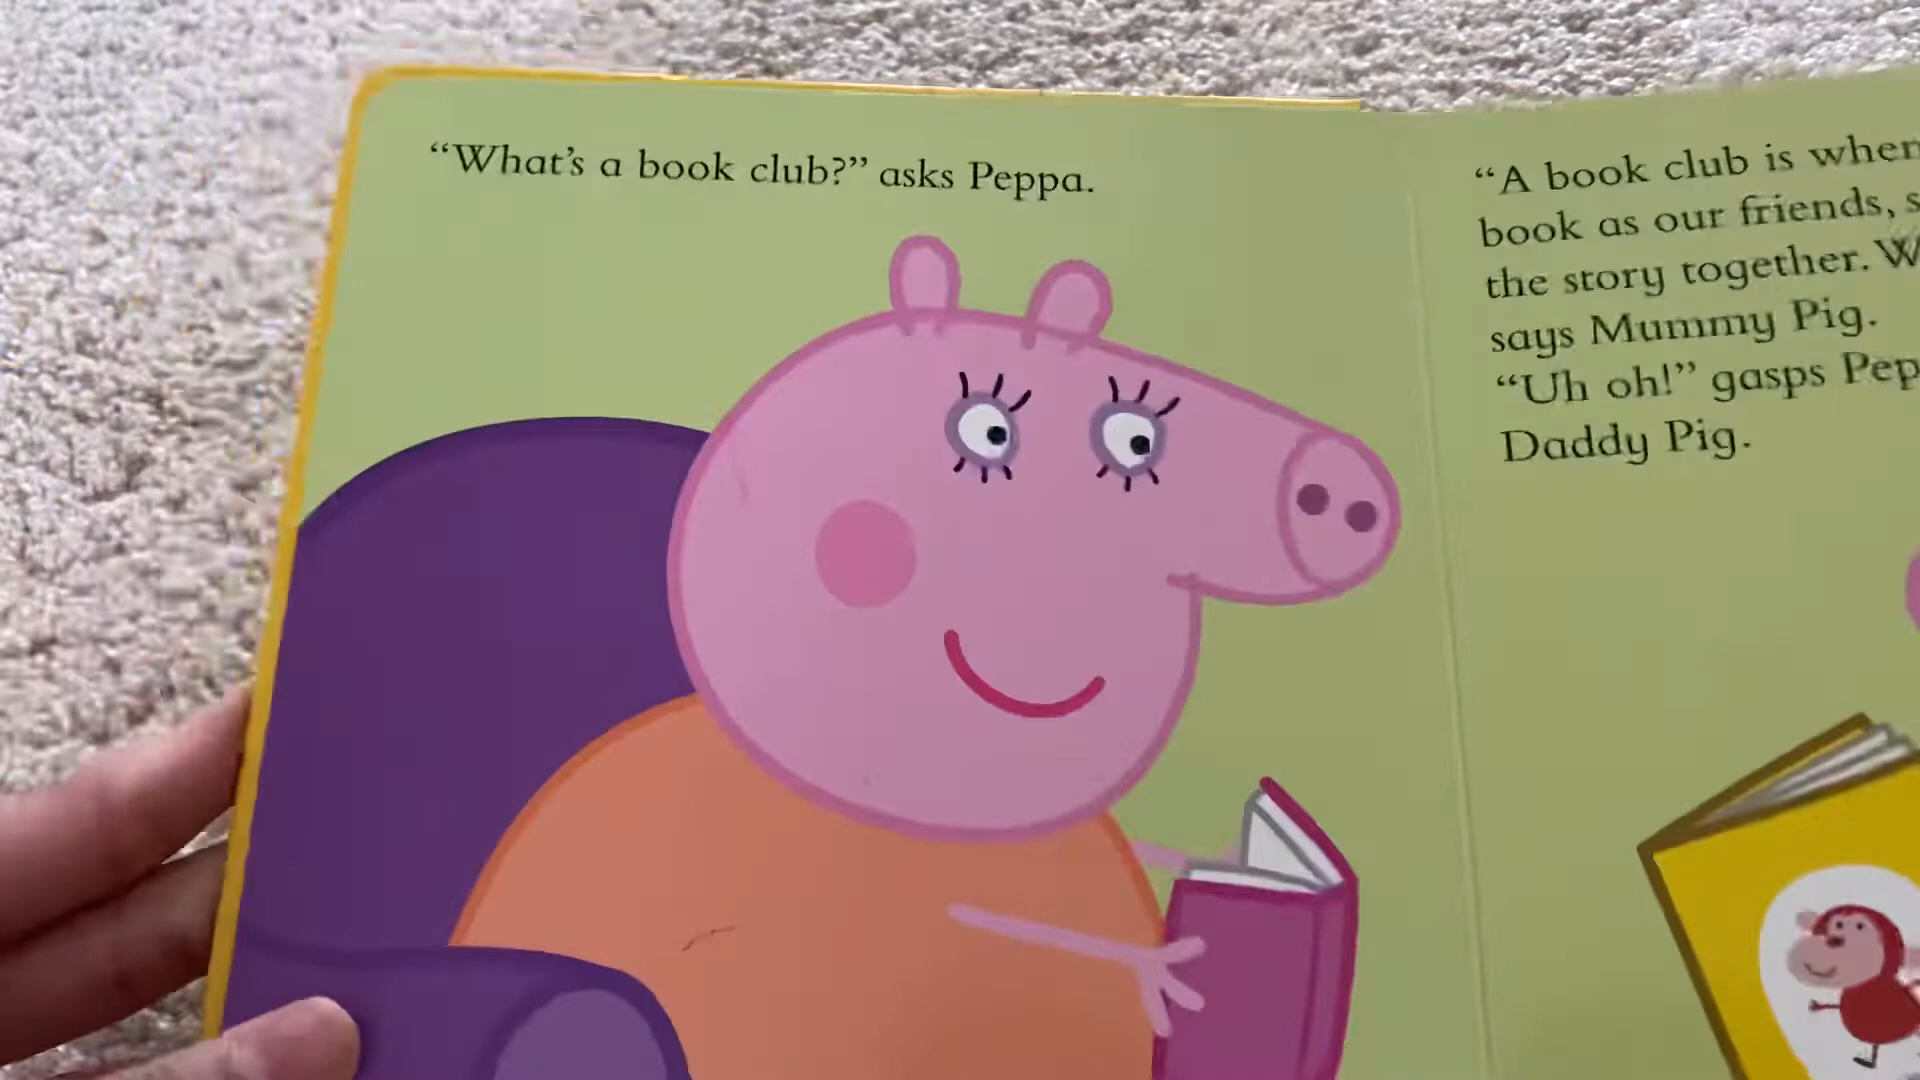 “What’s a book club?” asks Peppa.
“A book club is when
book as our friends,
the story together.
says Mummy Pig.
“Uh oh!” gasps
Daddy Pig.